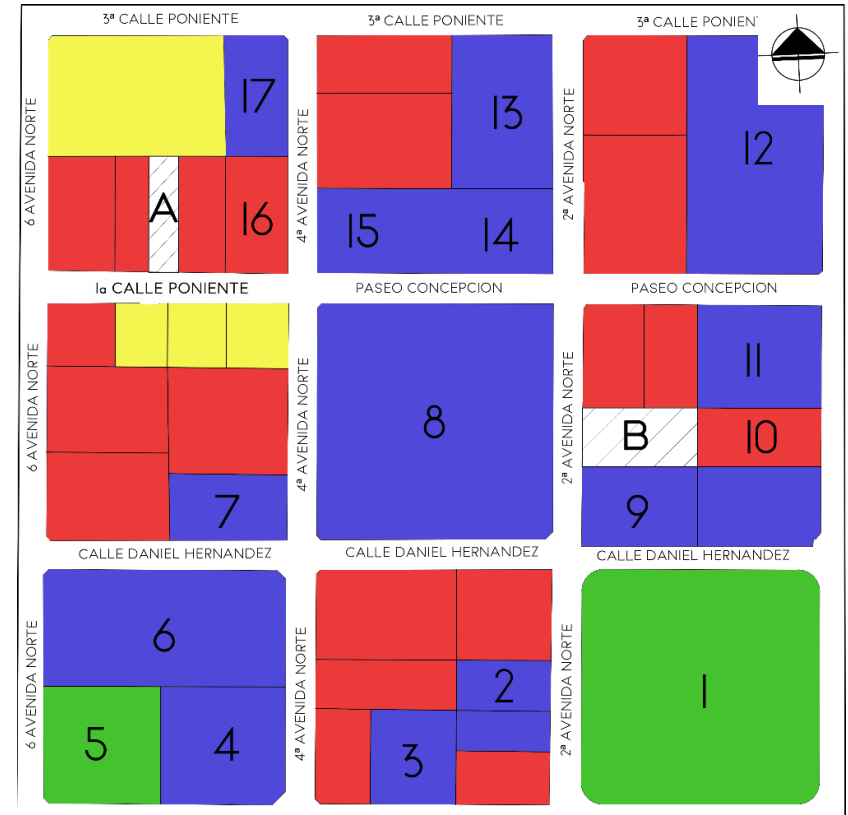 3ª CALLE PONIENTE
3ª CALLE PONIENTE
3ª CALLE PONIEN
6 AVENIDA NORTE
17
A
16
4ª AVENIDA NORTE
13
15
14
2ª AVENIDA NORTE
12
1a CALLE PONIENTE
PASEO CONCEPCION
PASEO CONCEPCION
6 AVENIDA NORTE
7
4ª AVENIDA NORTE
8
2ª AVENIDA NORTE
11
B
10
9
CALLE DANIEL HERNANDEZ
CALLE DANIEL HERNANDEZ
CALLE DANIEL HERNANDEZ
6 AVENIDA NORTE
6
5
4
4ª AVENIDA NORTE
2
3
2ª AVENIDA NORTE
1